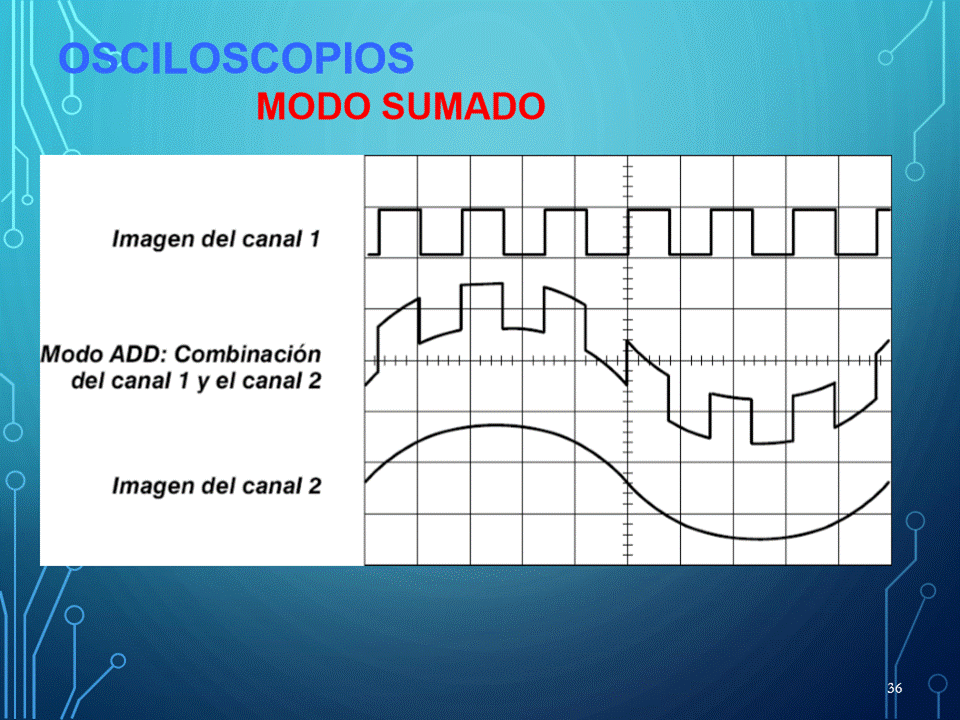 OSCILOSCOPIOS
MODO SUMADO
Imagen del canal 1
Modo ADD: Combinación
del canal 1 y el canal 2
Imagen del canal 2
36